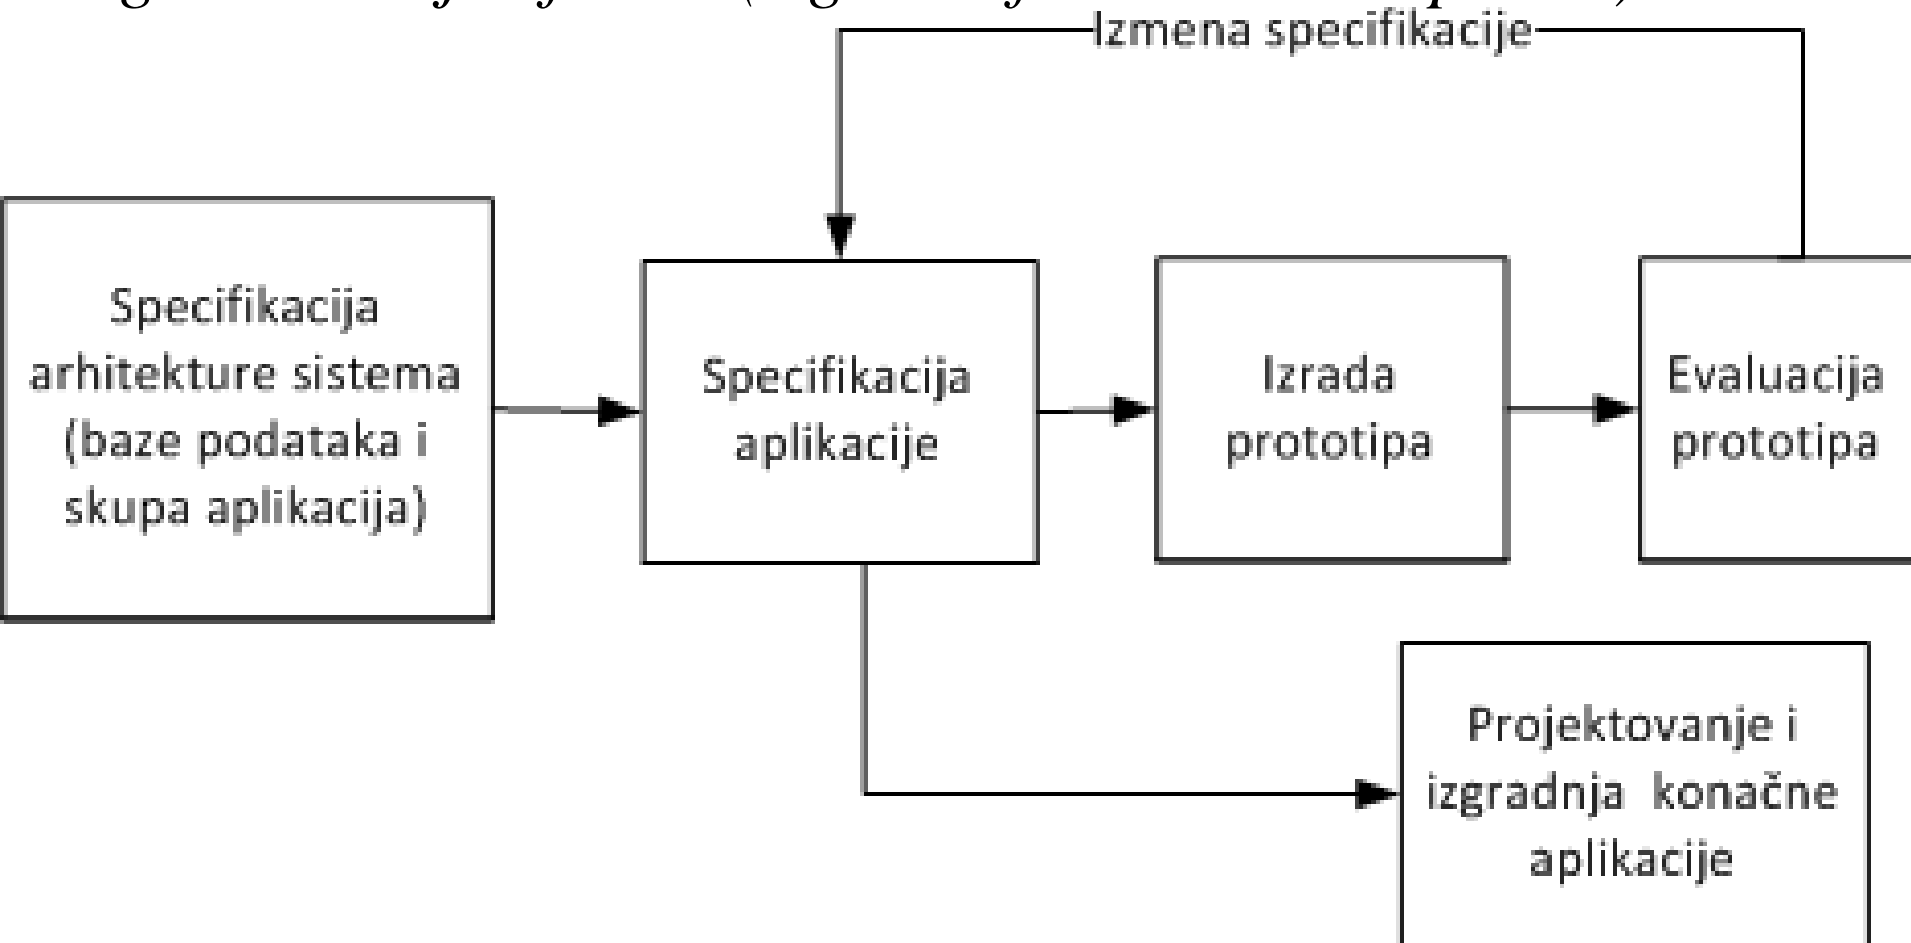 Izmena specifikacije
Specifikacija
arhitekture sistema
(baze podataka i
skupa aplikacija)
Specifikacija
aplikacije
Izrada
prototipa
Evaluacija
prototipa
Projektovanje i
izgradnja konačne
aplikacije